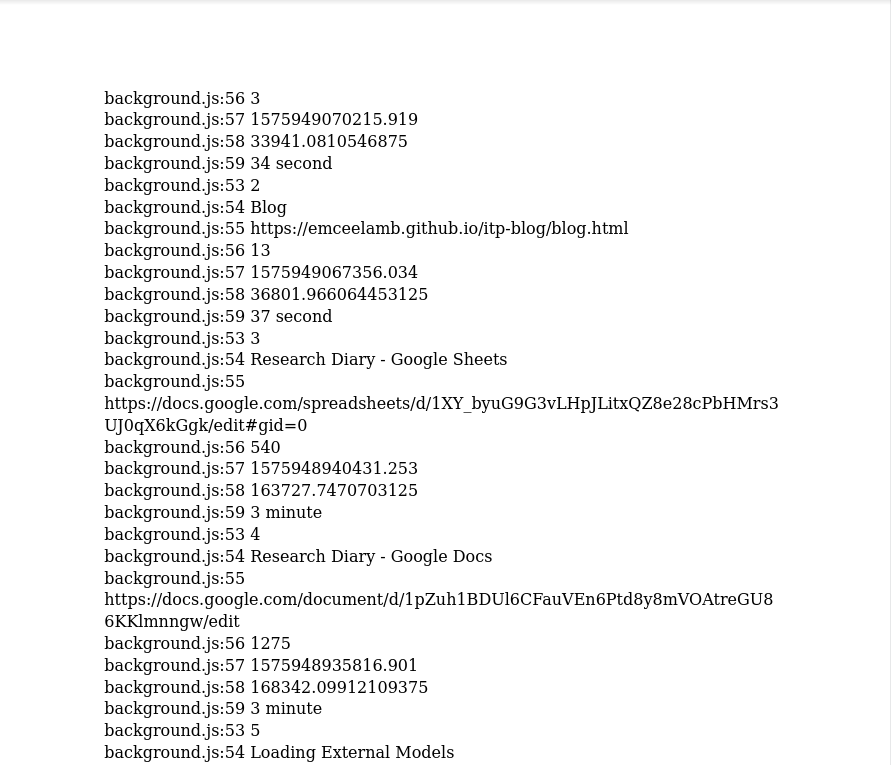 background.js:56 3
background.js:57 1575949070215.919
background.js:58 33941.0810546875
background.js:59 34 second
background.js:53 2
background.js:54 Blog
background.js:55 https://emceelamb.github.io/itp-blog/blog.html
background.js:56 13
background.js:57 1575949067356.034
background.js:58 36801.966064453125
background.js:59 37 second
background.js:53 3
background.js:54 Research Diary - Google Sheets
background.js:55
https://docs.google.com/spreadsheets/d/1XY_byuG9G3vLHpJLitxQZ8e28cPbHMrs3
UJ0qX6kGgk/edit#gid=0
background.js:56 540
background.js:57 1575948940431.253
background.js:58 163727.7470703125
background.js:59 3 minute
background.js:53 4
background.js:54 Research Diary - Google Docs
background.js:55
https://docs.google.com/document/d/1pZuh1BDUl6CFauVEn6Ptd8y8mVOAtreGU8
6KKlmnngw/edit
background.js:56 1275
background.js:57 1575948935816.901
background.js:58 168342.09912109375
background.js:59 3 minute
background.js:53 5
background.js:54 Loading External Models